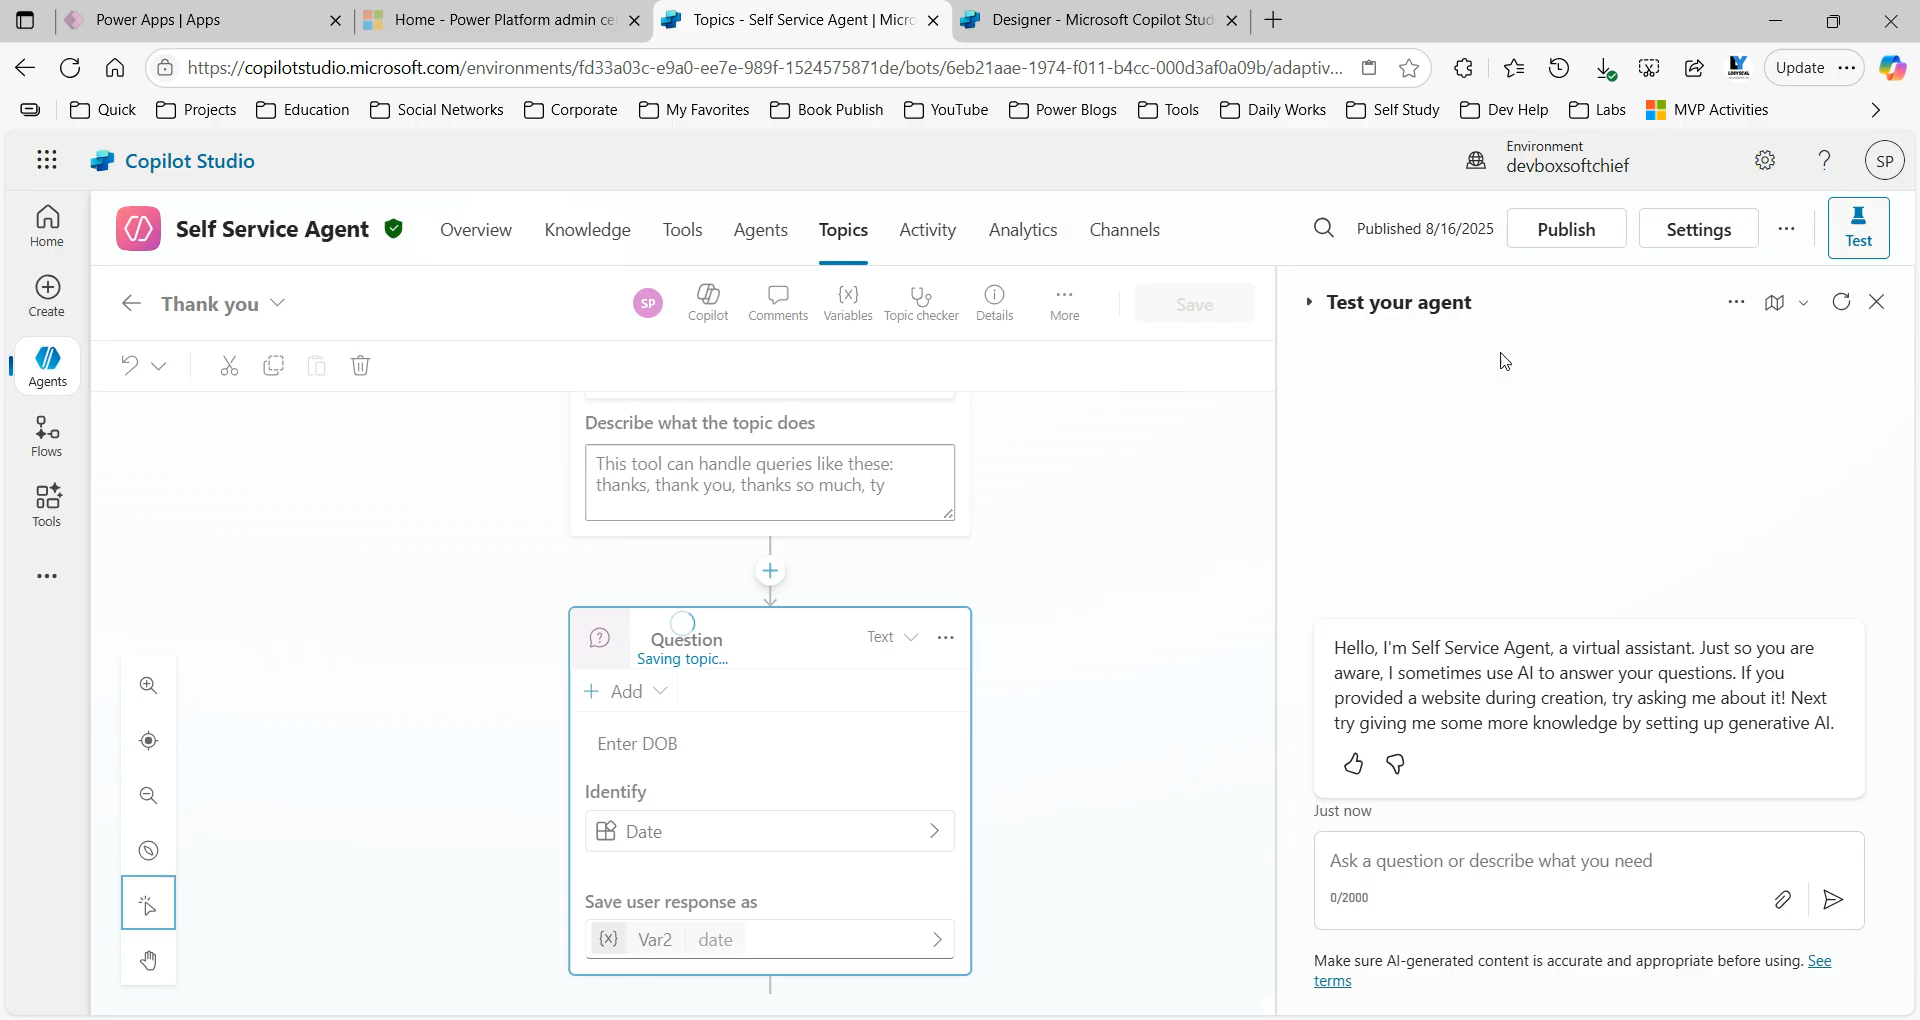 Power Apps | Apps
Home - Power Platform admin ce
Topics - Self Service Agent | Micro
Designer - Microsoft Copilot Stud
https://copilotstudio.microsoft.com/environments/fd33a03c-e9a0-ee7e-989f-1524575871de/bots/6eb21aae-1974-f011-b4cc-000d3af0a09b/adaptiv...
Update
Quick
Projects
Education
Social Networks
Corporate
My Favorites
Book Publish
YouTube
Power Blogs
Tools
Daily Works
Self Study
Dev Help
Labs
MVP Activities
Copilot Studio
Environment
devboxsoftchief
SP
Home
Create
Agents
Flows
Tools
Self Service Agent
Overview
Knowledge
Tools
Agents
Topics
Activity
Analytics
Channels
Published 8/16/2025
Publish
Settings
Test
Thank you
SP
Copilot
Comments
Variables
Topic checker
Details
More
Save
Describe what the topic does
This tool can handle queries like these:
thanks, thank you, thanks so much, ty
Question
Text
Saving topic...
Add
Enter DOB
Identify
Date
Save user response as
{x} Var2 date
Test your agent
Hello, I'm Self Service Agent, a virtual assistant. Just so you are
aware, I sometimes use AI to answer your questions. If you
provided a website during creation, try asking me about it! Next
try giving me some more knowledge by setting up generative AI.
Just now
Ask a question or describe what you need
0/2000
Make sure AI-generated content is accurate and appropriate before using. See
terms